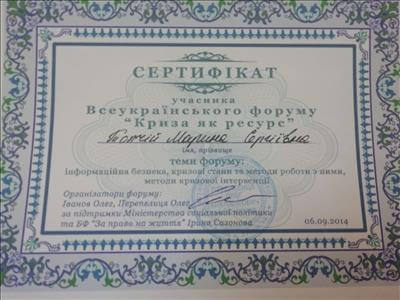 СЕРТИФІКАТ
учасника
Всеукраїнського форуму
"Криза як ресурс"
Марина Сергіївна
ім'я, прізвище
теми форуму:
інформаційна безпека, кризові стани та методи роботи з ними,
методи кризової інтервенції
Організатори форуму:
Іванов Олег, Перепелиця Олег
за підтримки Міністерства соціальної політики
та БФ "За право на життя" Ірина Сазонова
06.09.2014